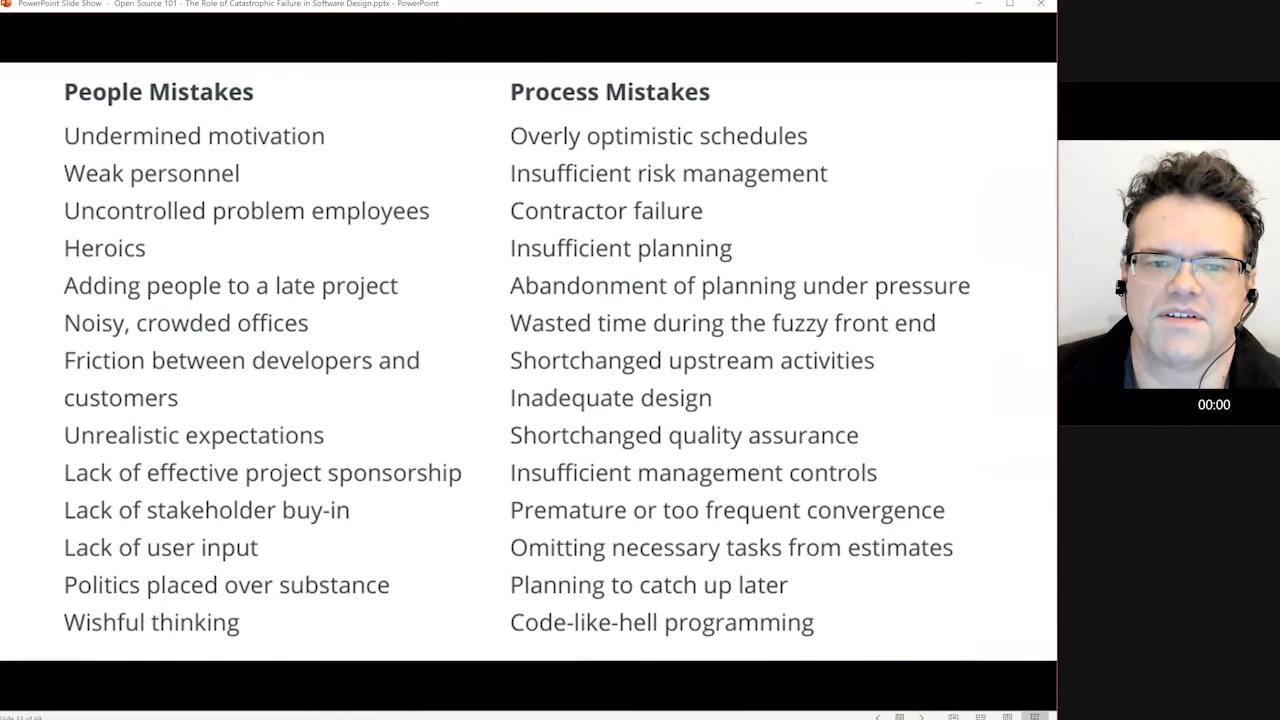 PowerPoint Slide Show - Open Source 101 - The Role of Catastrophic Failure in Software Design.pptx - PowerPoint
People Mistakes
Undermined motivation
Weak personnel
Uncontrolled problem employees
Heroics
Adding people to a late project
Noisy, crowded offices
Friction between developers and
customers
Unrealistic expectations
Lack of effective project sponsorship
Lack of stakeholder buy-in
Lack of user input
Politics placed over substance
Wishful thinking
Process Mistakes
Overly optimistic schedules
Insufficient risk management
Contractor failure
Insufficient planning
Abandonment of planning under pressure
Wasted time during the fuzzy front end
Shortchanged upstream activities
Inadequate design
Shortchanged quality assurance
Insufficient management controls
Premature or too frequent convergence
Omitting necessary tasks from estimates
Planning to catch up later
Code-like-hell programming
00:00